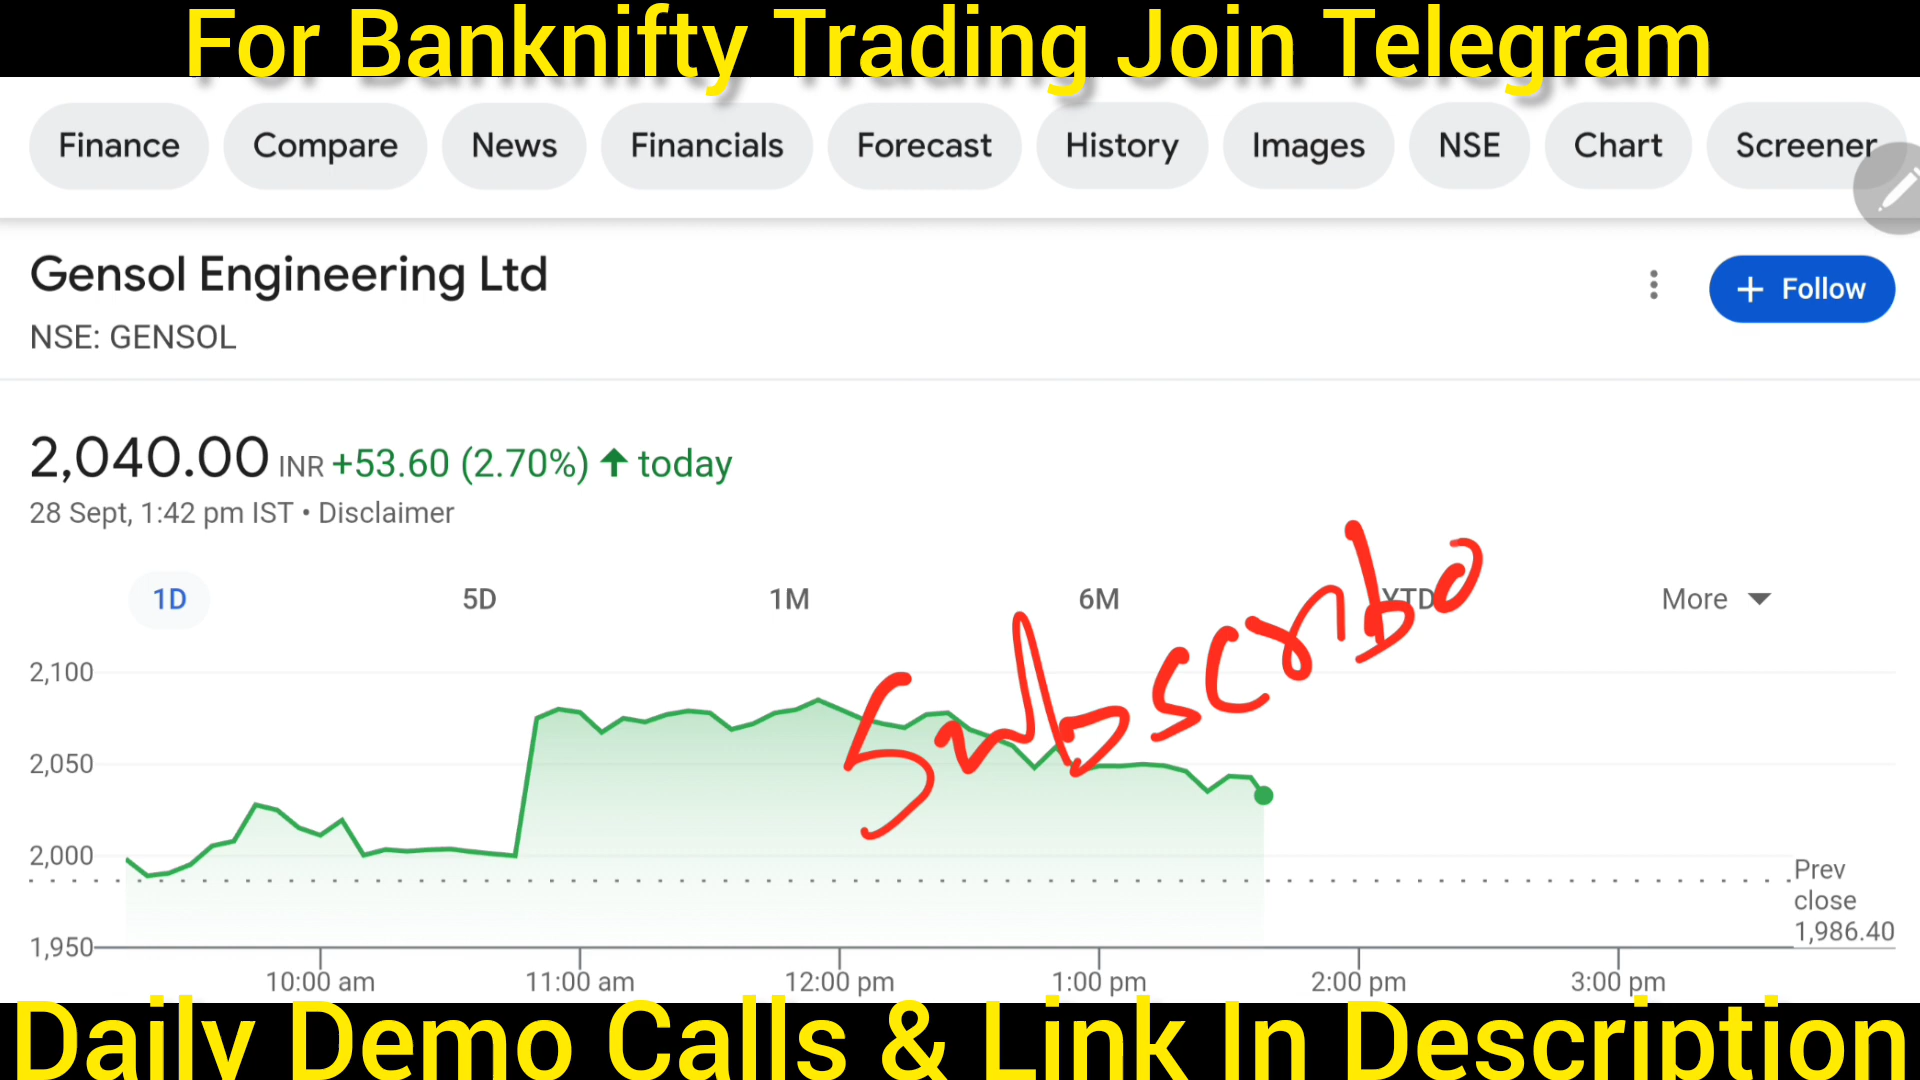 For Banknifty Trading Join Telegram
Finance Compare News Financials Forecast History Images NSE Chart Screener
Gensol Engineering Ltd
+ Follow
NSE: GENSOL
2,040.00 INR +53.60 (2.70%) ↑ today
28 Sept, 1:42 pm IST • Disclaimer
1D 5D 1M 6M YTD More
Subscribe
2,100
2,050
2,000
Prev
close
1,986.40
1,950
10:00 am 11:00 am 12:00 pm 1:00 pm 2:00 pm 3:00 pm
Daily Demo Calls & Link In Description